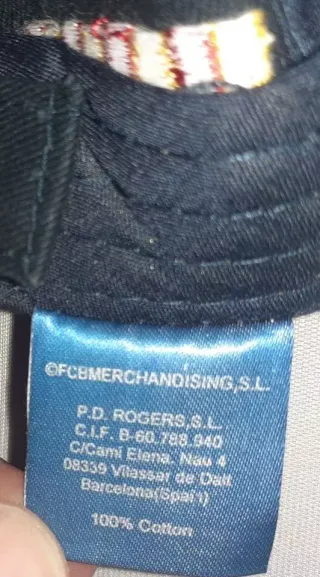 ©FCBMERCHANDISING,S.L.
P.D. ROGERS,S.L.
C.I.F. B-60.788.940
C/Cami Elena. Nau 4
08339 Vilassar de Dalt
Barcelona(Spain)
100% Cotton